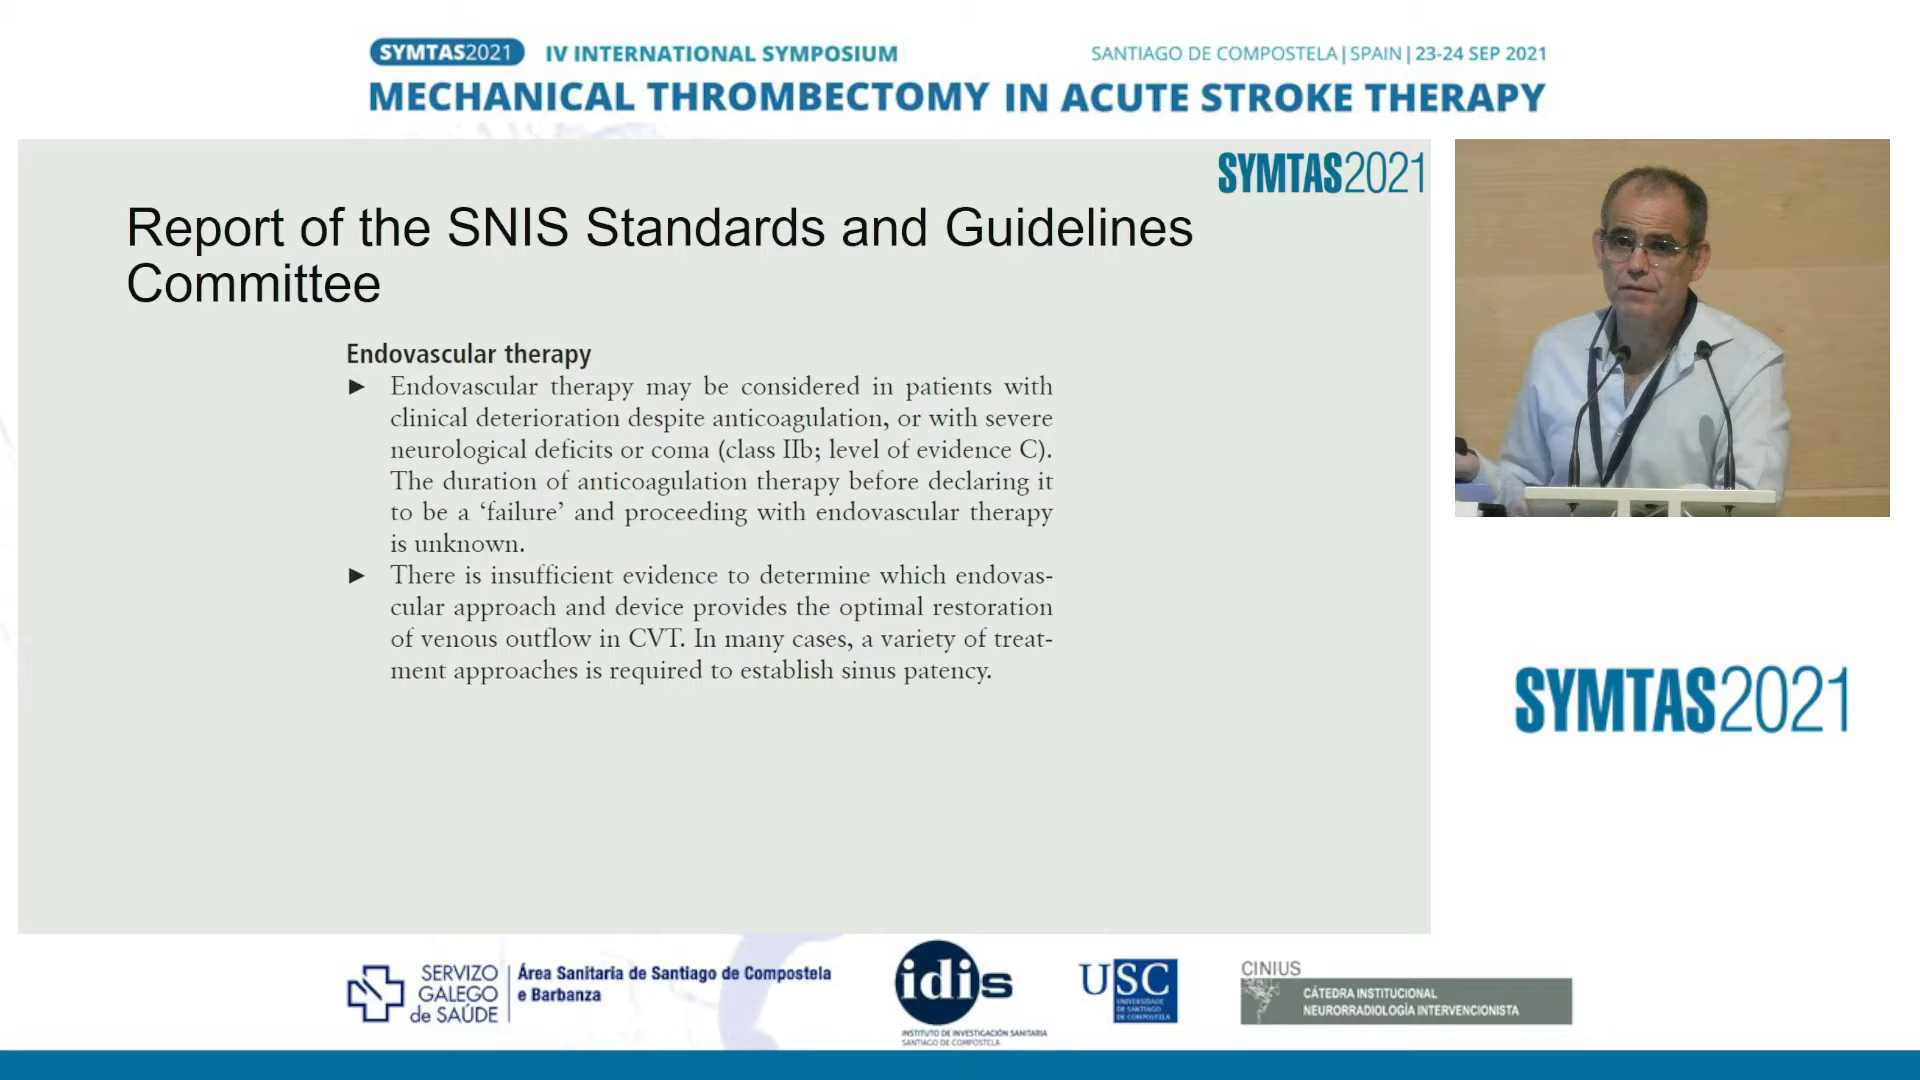 SYMTAS2021 IV INTERNATIONAL SYMPOSIUM
SANTIAGO DE COMPOSTELA | SPAIN | 23-24 SEP 2021
MECHANICAL THROMBECTOMY IN ACUTE STROKE THERAPY
SYMTAS2021
Report of the SNIS Standards and Guidelines
Committee
Endovascular therapy
► Endovascular therapy may be considered in patients with
clinical deterioration despite anticoagulation, or with severe
neurological deficits or coma (class IIb; level of evidence C).
The duration of anticoagulation therapy before declaring it
to be a ‘failure’ and proceeding with endovascular therapy
is unknown.
► There is insufficient evidence to determine which endovas-
cular approach and device provides the optimal restoration
of venous outflow in CVT. In many cases, a variety of treat-
ment approaches is required to establish sinus patency.
SYMTAS2021
SERVIZO
GALEGO
de SAÚDE
Área Sanitaria de Santiago de Compostela
e Barbanza
idis
INSTITUTO DE INVESTIGACIÓN SANITARIA
SANTIAGO DE COMPOSTELA
USC
UNIVERSIDADE
DE SANTIAGO
DE COMPOSTELA
CINIUS
CÁTEDRA INSTITUCIONAL
NEURORRADIOLOGÍA INTERVENCIONISTA